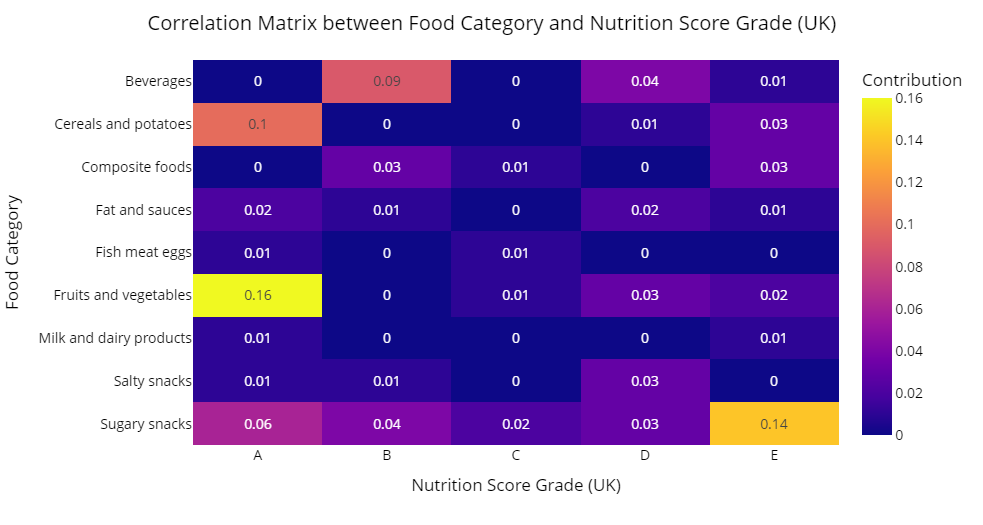 Correlation Matrix between Food Category and Nutrition Score Grade (UK)
Contribution
Food Category
Beverages 0 0.09 0 0.04 0.01
Cereals and potatoes 0.1 0 0 0.01 0.03
Composite foods 0 0.03 0.01 0 0.03
Fat and sauces 0.02 0.01 0 0.02 0.01
Fish meat eggs 0.01 0 0.01 0 0
Fruits and vegetables 0.16 0 0.01 0.03 0.02
Milk and dairy products 0.01 0 0 0 0.01
Salty snacks 0.01 0.01 0 0.03 0
Sugary snacks 0.06 0.04 0.02 0.03 0.14
A B C D E
Nutrition Score Grade (UK)
0.16
0.14
0.12
0.1
0.08
0.06
0.04
0.02
0